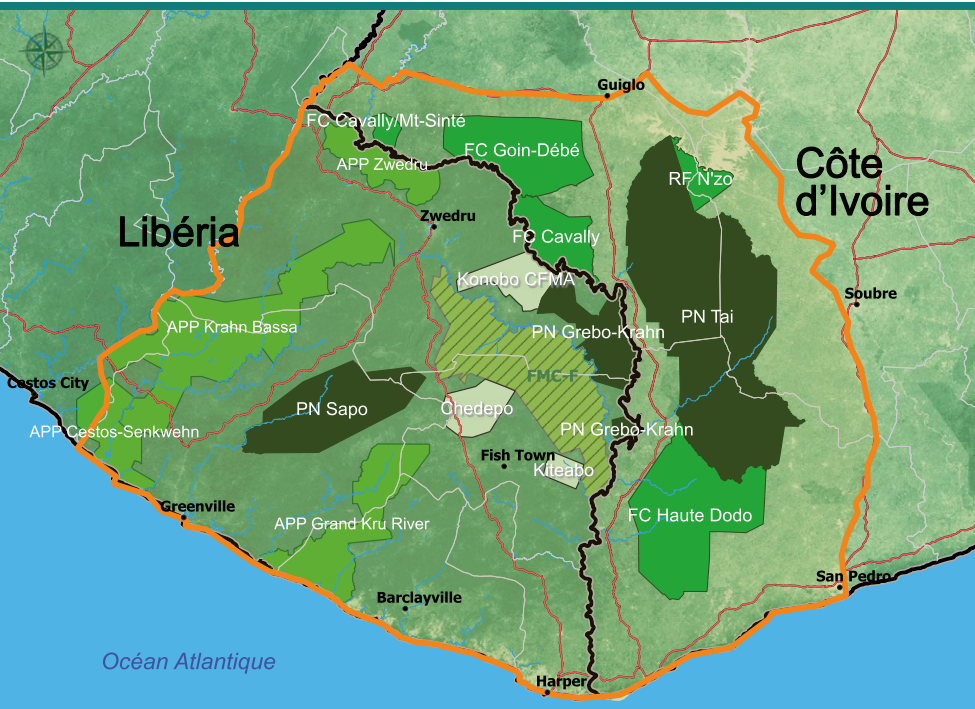 Guiglo
FC Cavally/Mt-Sinté
FC Goin-Débé
APP Zwedru
RF N'zo
Côte
d'Ivoire
Libéria
Zwedru
FC Cavally
Konobo CFMA
Soubre
PN Tai
APP Krahn Bassa
PN Grebo-Krahn
FMC-F
Cestos City
PN Sapo
Chedepo
APP Cestos-Senkwehn
PN Grebo-Krahn
Fish Town
Kiteabo
Greenville
FC Haute Dodo
APP Grand Kru River
San Pedro
Barclayville
Océan Atlantique
Harper